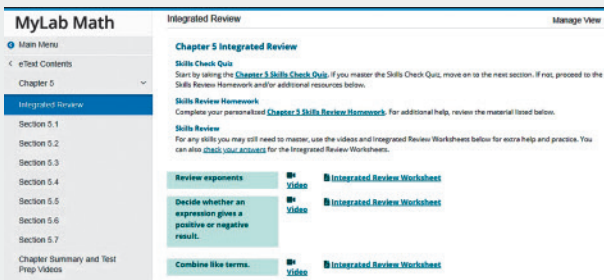 MyLab Math
Integrated Review
Manage View
Main Menu
eText Contents
Chapter 5
Integrated Review
Section 5.1
Section 5.2
Section 5.3
Section 5.4
Section 5.5
Section 5.6
Section 5.7
Chapter Summary and Test
Prep Videos
Chapter 5 Integrated Review
Skills Check Quiz
Start by taking the Chapter 5 Skills Check Quiz. If you master the Skills Check Quiz, move on to the next section. If not, proceed to the
Skills Review Homework and/or additional resources below.
Skills Review Homework
Complete your personalized Chapter 5 Skills Review Homework. For additional help, review the material listed below.
Skills Review
For any skills you may still need to master, use the videos and Integrated Review Worksheets below for extra help and practice. You
can also check your answers for the Integrated Review Worksheets.
Review exponents
Video
Integrated Review Worksheet
Decide whether an
expression gives a
positive or negative
result.
Video
Integrated Review Worksheet
Combine like terms.
Video
Integrated Review Worksheet